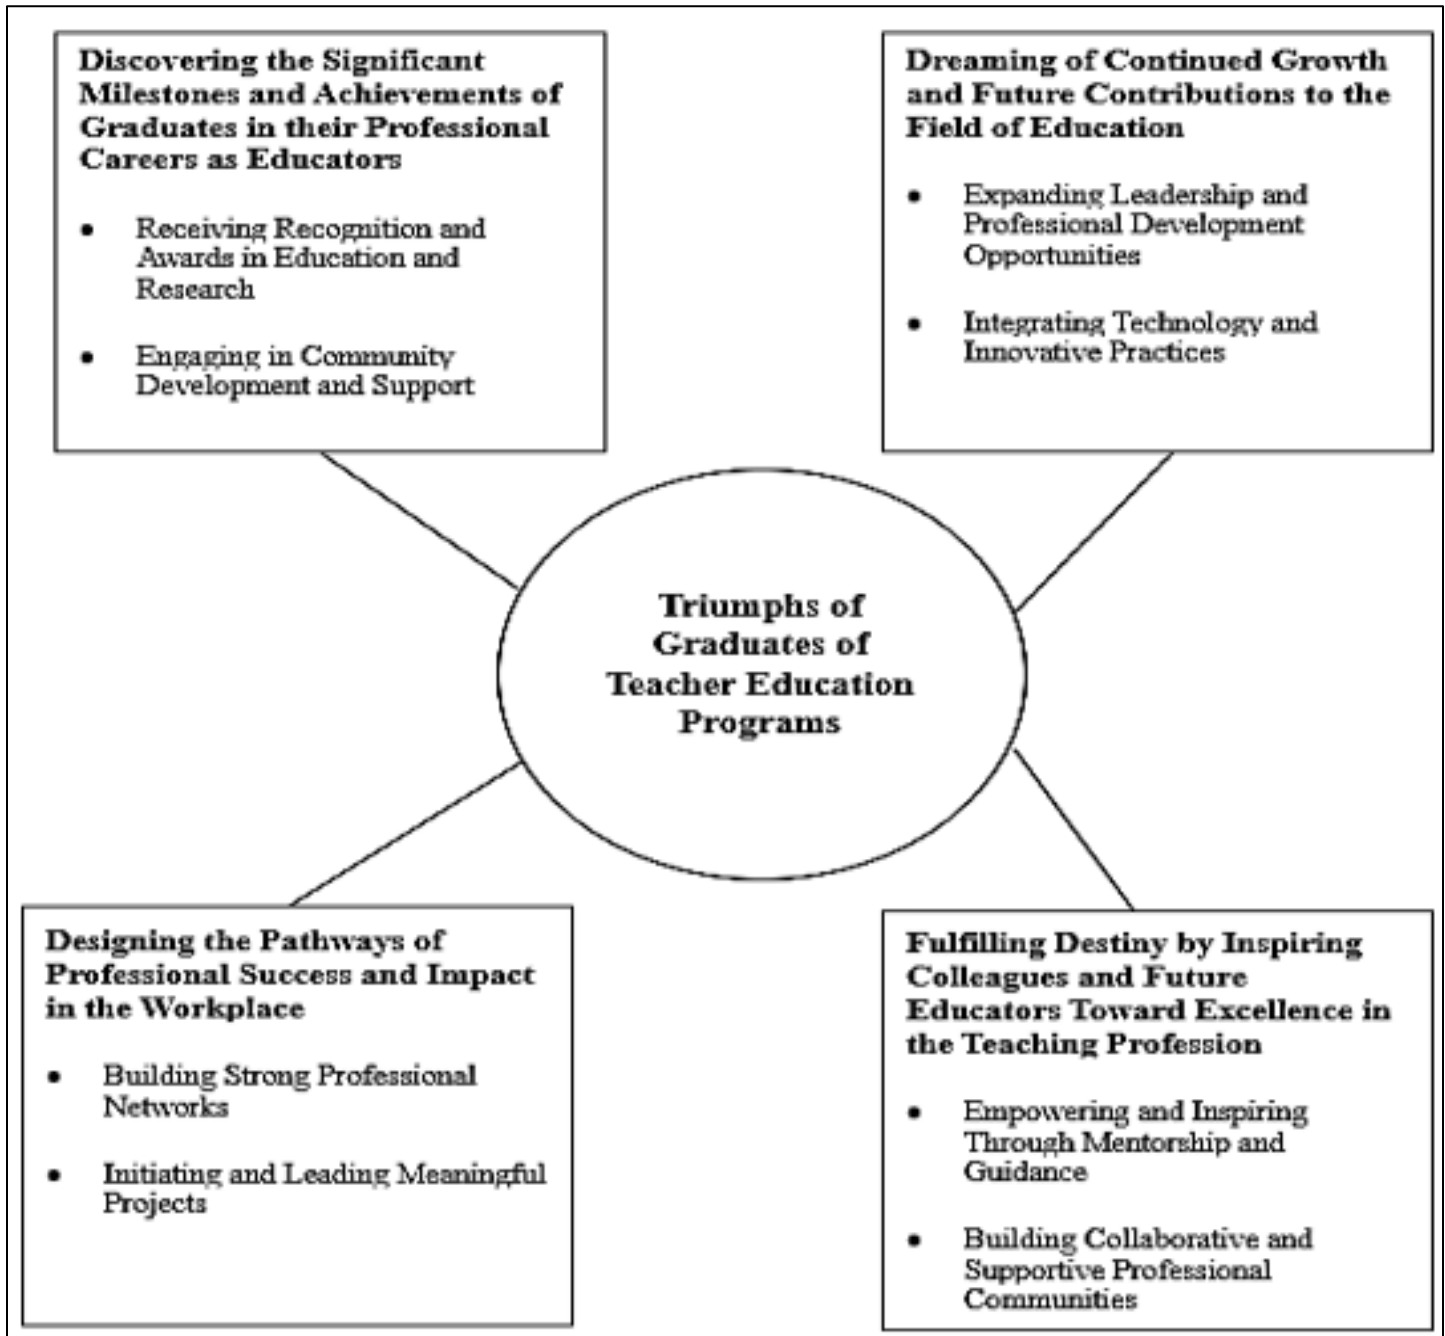 Discovering the Significant
Milestones and Achievements of
Graduates in their Professional
Careers as Educators
● Receiving Recognition and
Awards in Education and
Research
● Engaging in Community
Development and Support
Dreaming of Continued Growth
and Future Contributions to the
Field of Education
● Expanding Leadership and
Professional Development
Opportunities
● Integrating Technology and
Innovative Practices
Triumphs of
Graduates of
Teacher Education
Programs
Designing the Pathways of
Professional Success and Impact
in the Workplace
● Building Strong Professional
Networks
● Initiating and Leading Meaningful
Projects
Fulfilling Destiny by Inspiring
Colleagues and Future
Educators Toward Excellence in
the Teaching Profession
● Empowering and Inspiring
Through Mentorship and
Guidance
● Building Collaborative and
Supportive Professional
Communities